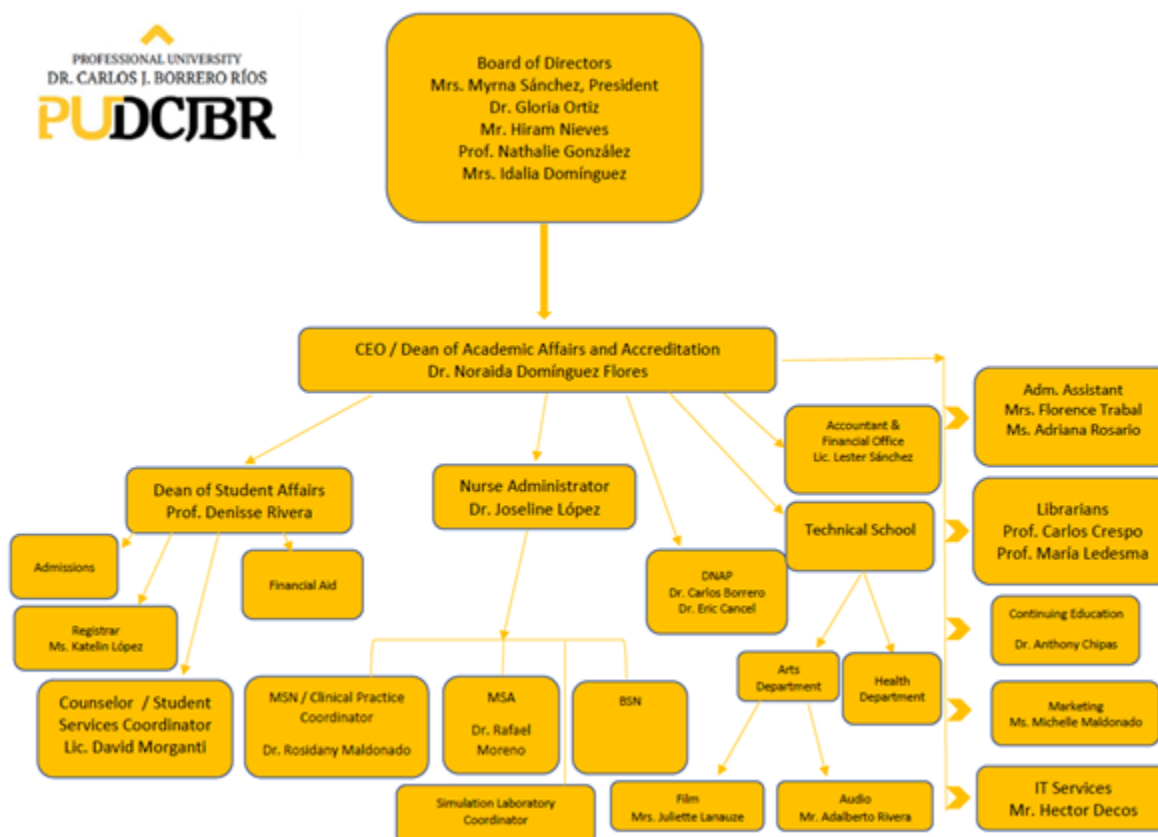 PROFESSIONAL UNIVERSITY
DR. CARLOS J. BORRERO RÍOS
PUDCJBR
Board of Directors
Mrs. Myrna Sánchez, President
Dr. Gloria Ortiz
Mr. Hiram Nieves
Prof. Nathalie González
Mrs. Idalia Domínguez
CEO / Dean of Academic Affairs and Accreditation
Dr. Noraida Domínguez Flores
Adm. Assistant
Mrs. Florence Trabal
Ms. Adriana Rosario
Accountant &
Financial Office
Lic. Lester Sánchez
Dean of Student Affairs
Prof. Denisse Rivera
Nurse Administrator
Dr. Joseline López
Technical School
Librarians
Prof. Carlos Crespo
Prof. María Ledesma
Admissions
Financial Aid
DNAP
Dr. Carlos Borrero
Dr. Eric Cancel
Registrar
Ms. Katelin López
Continuing Education
Dr. Anthony Chipas
Counselor / Student
Services Coordinator
Lic. David Morganti
MSN / Clinical Practice
Coordinator
Dr. Rosidany Maldonado
MSA
Dr. Rafael
Moreno
BSN
Arts
Department
Health
Department
Marketing
Ms. Michelle Maldonado
Simulation Laboratory
Coordinator
Film
Mrs. Juliette Lanauze
Audio
Mr. Adalberto Rivera
IT Services
Mr. Hector Decos